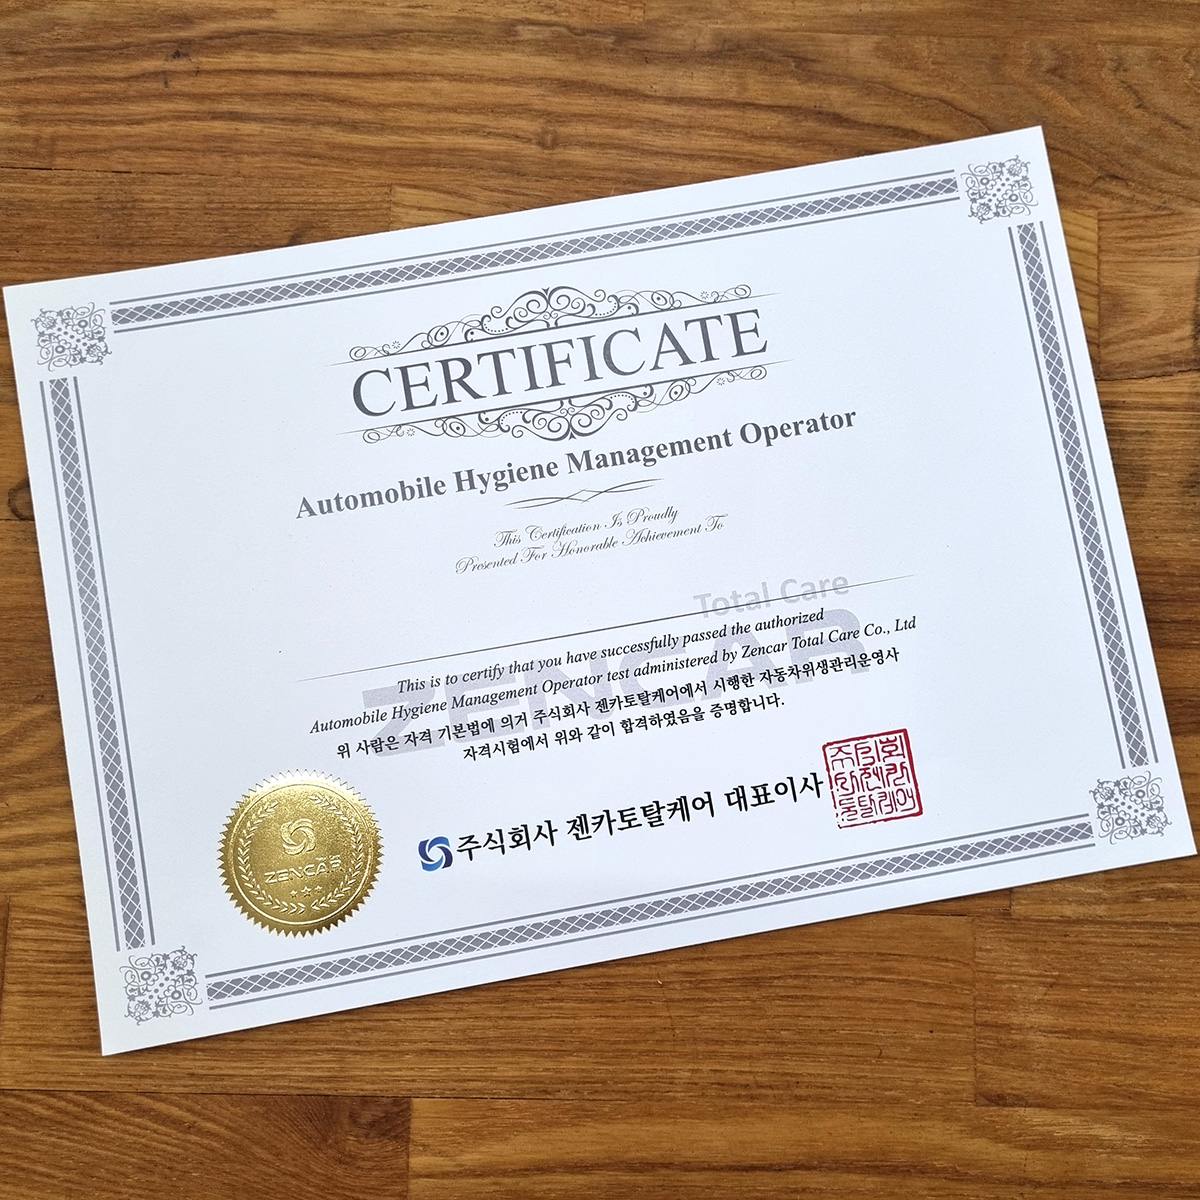 CERTIFICATE
Automobile Hygiene Management Operator
This Certification Is Proudly
Presented For Honorable Achievement To
Total Care
ZENCAR
This is to certify that you have successfully passed the authorized
Automobile Hygiene Management Operator test administered by Zencar Total Care Co., Ltd
위 사람은 자격 기본법에 의거 주식회사 젠카토탈케어에서 시행한 자동차위생관리운영사
자격시험에서 위와 같이 합격하였음을 증명합니다.
주식회사 젠카토탈케어 대표이사
ZENCAR